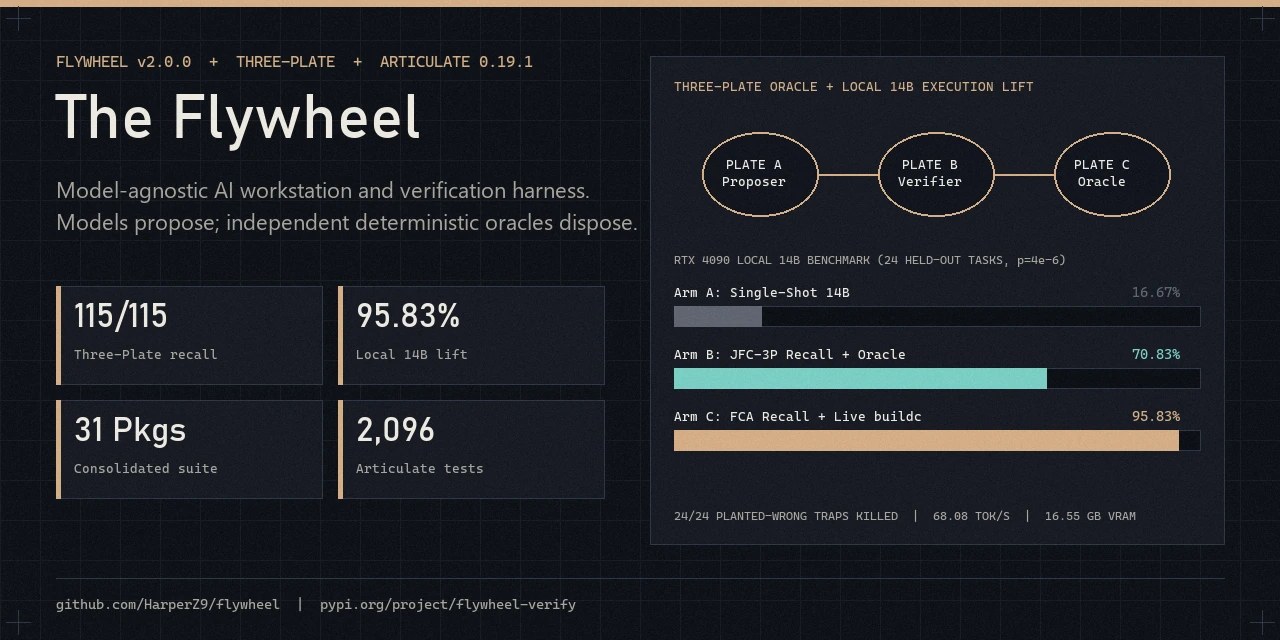 FLYWHEEL v2.0.0 + THREE-PLATE + ARTICULATE 0.19.1
The Flywheel
Model-agnostic AI workstation and verification harness.
Models propose; independent deterministic oracles dispose.
115/115
Three-Plate recall
95.83%
Local 14B lift
31 Pkgs
Consolidated suite
2,096
Articulate tests
THREE-PLATE ORACLE + LOCAL 14B EXECUTION LIFT
PLATE A
Proposer
PLATE B
Verifier
PLATE C
Oracle
RTX 4090 LOCAL 14B BENCHMARK (24 HELD-OUT TASKS, p=4e-6)
Arm A: Single-Shot 14B 16.67%
Arm B: JFC-3P Recall + Oracle 70.83%
Arm C: FCA Recall + Live buildc 95.83%
24/24 PLANTED-WRONG TRAPS KILLED | 68.08 TOK/S | 16.55 GB VRAM
github.com/HarperZ9/flywheel | pypi.org/project/flywheel-verify